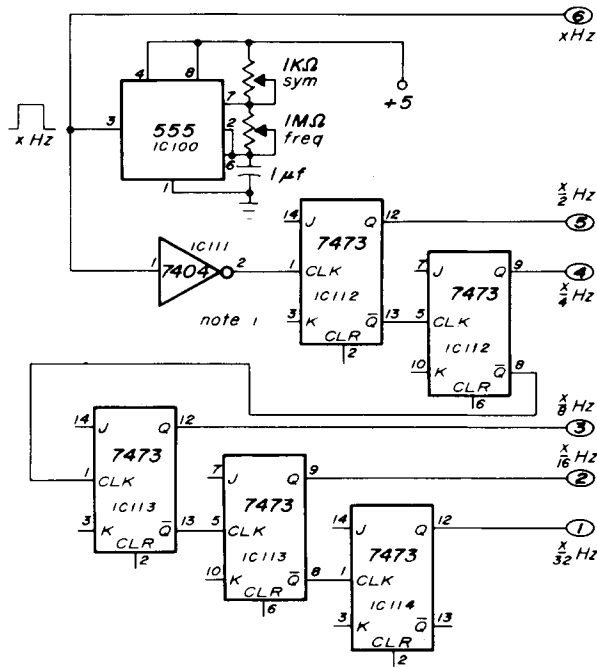 6
xHz
4
8
1KΩ
sym
7
+5
3
555
IC100
2
1MΩ
freq
xHz
6
1
1µf
x/2 Hz
14
J
Q
12
5
7473
1
7404
2
IC111
1
CLK
7
J
Q
9
4
7473
x/4 Hz
IC112
note 1
3
K
Q̅
13
5
CLK
CLR
2
IC112
10
K
Q̅
8
CLR
6
x/8 Hz
14
J
Q
12
3
7473
x/16 Hz
1
CLK
7
J
Q
9
2
7473
IC113
3
K
Q̅
13
5
CLK
14
J
Q
12
1
CLR
2
IC113
7473
x/32 Hz
10
K
Q̅
8
1
CLK
CLR
6
IC114
3
K
Q̅
13
CLR
2